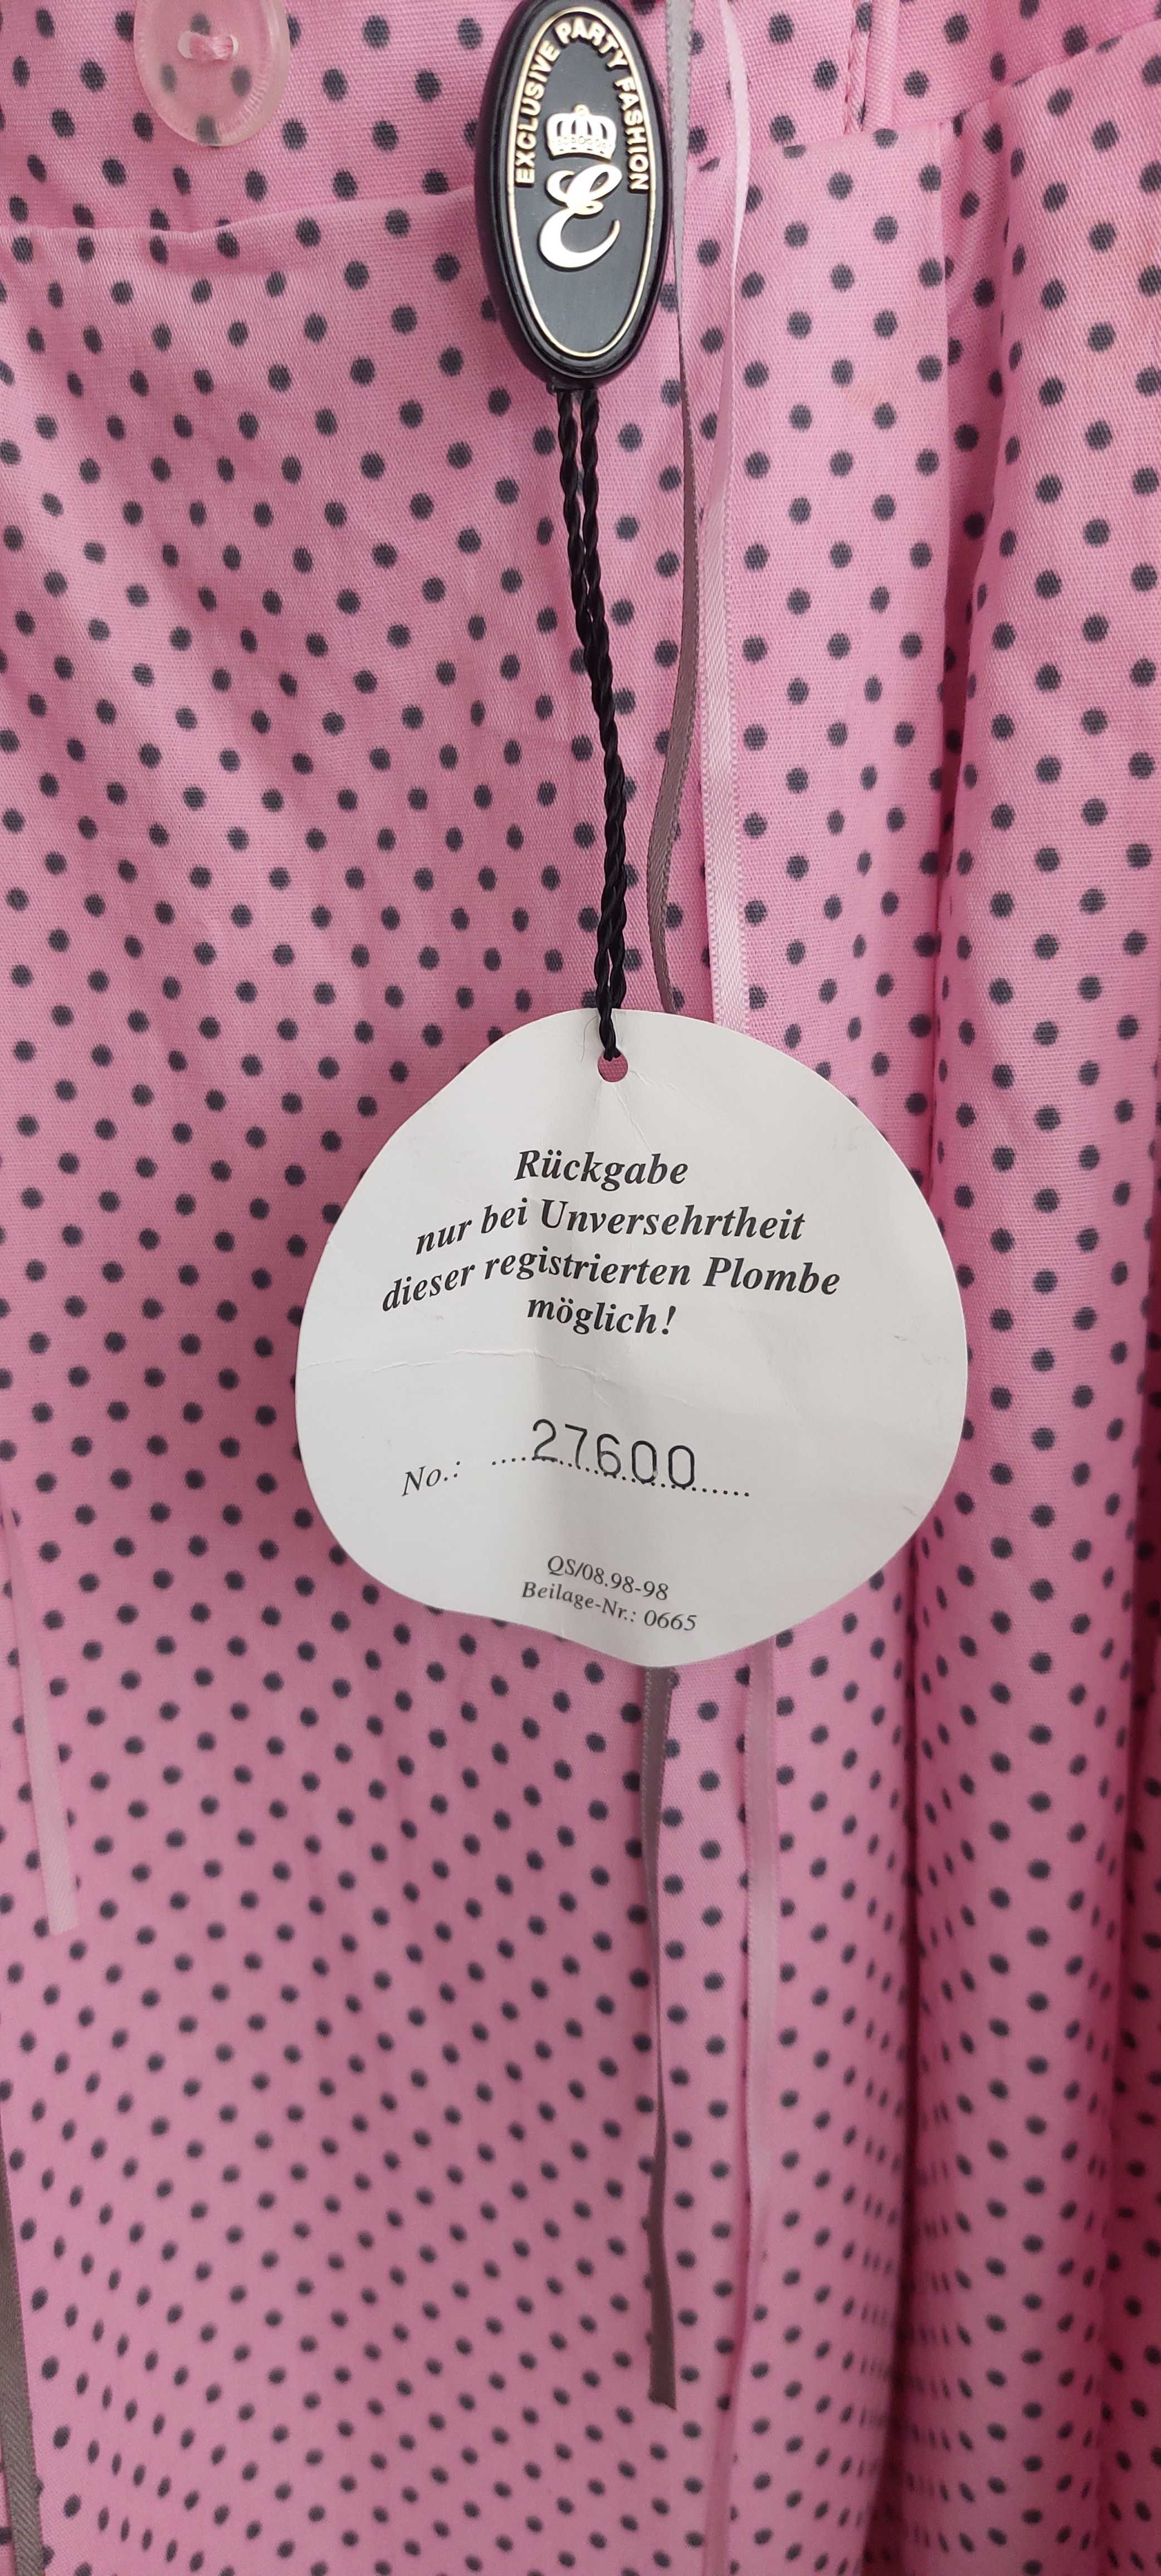 EXCLUSIVE PARTY FASHION
E
Rückgabe
nur bei Unversehrtheit
dieser registrierten Plombe
möglich!
No.: ....27600......
QS/08.98-98
Beilage-Nr.: 0665